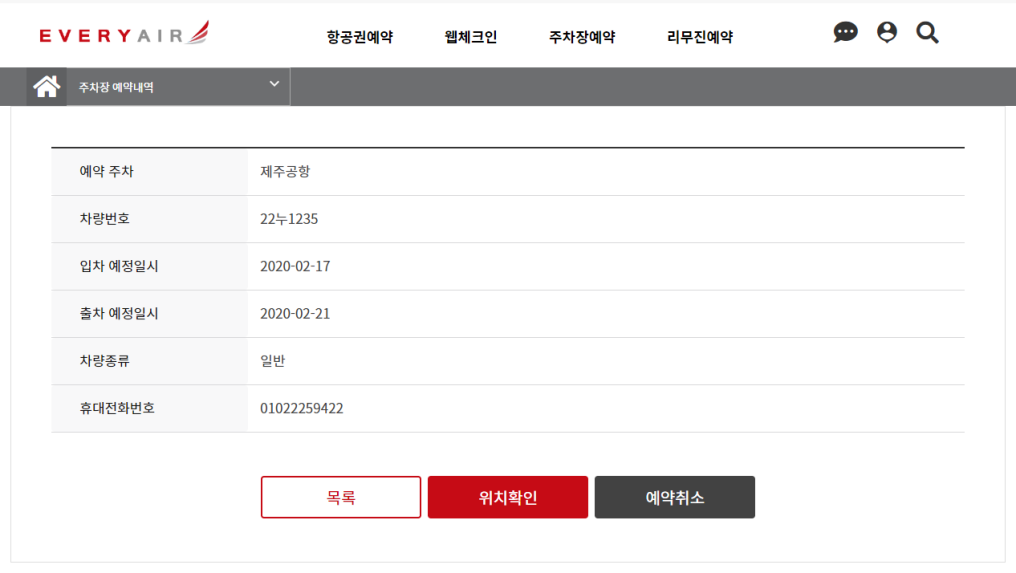 EVERYAIR
항공권예약 웹체크인 주차장예약 리무진예약
주차장 예약내역
예약 주차 제주공항
차량번호 22누1235
입차 예정일시 2020-02-17
출차 예정일시 2020-02-21
차량종류 일반
휴대전화번호 01022259422
목록 위치확인 예약취소